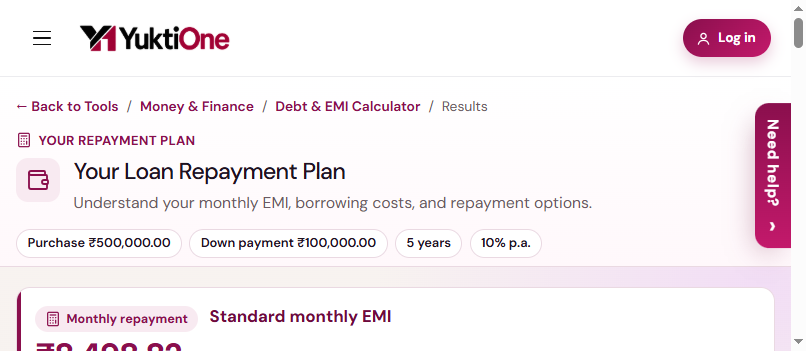 YuktiOne
Log in
← Back to Tools / Money & Finance / Debt & EMI Calculator / Results
Need help? ›
YOUR REPAYMENT PLAN
Your Loan Repayment Plan
Understand your monthly EMI, borrowing costs, and repayment options.
Purchase ₹500,000.00 Down payment ₹100,000.00 5 years 10% p.a.
Monthly repayment Standard monthly EMI